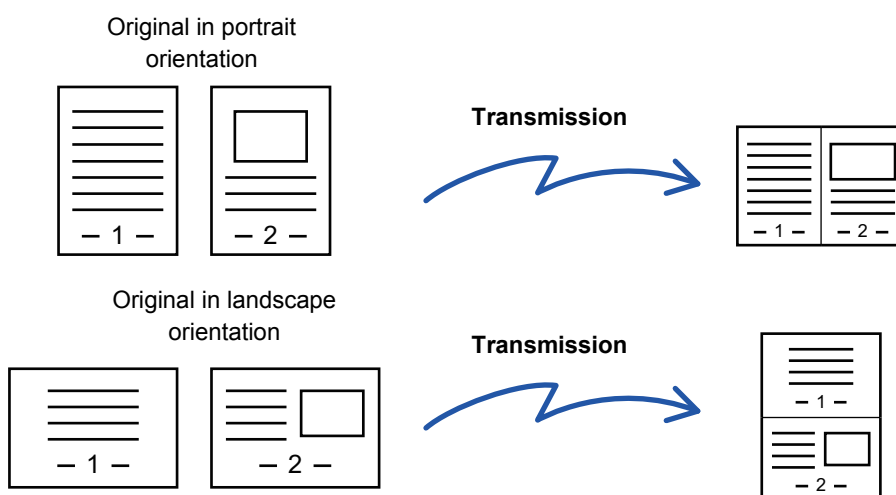 Original in portrait
orientation
Transmission
– 1 –
– 2 –
– 1 –
– 2 –
Original in landscape
orientation
Transmission
– 1 –
– 1 –
– 2 –
– 2 –